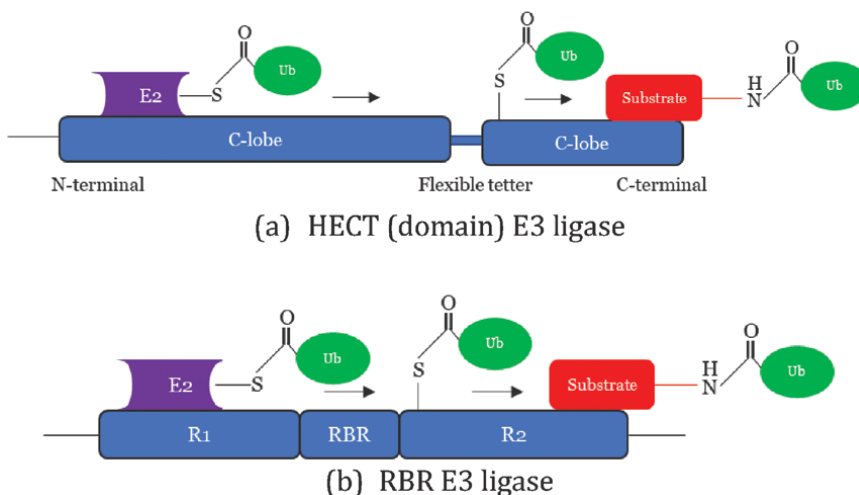 O
Ub
E2
S
O
Ub
S
Substrate
H
N
O
Ub
C-lobe
C-lobe
N-terminal
Flexible tetter
C-terminal
(a) HECT (domain) E3 ligase
O
Ub
E2
S
O
Ub
S
Substrate
H
N
O
Ub
R1
RBR
R2
(b) RBR E3 ligase